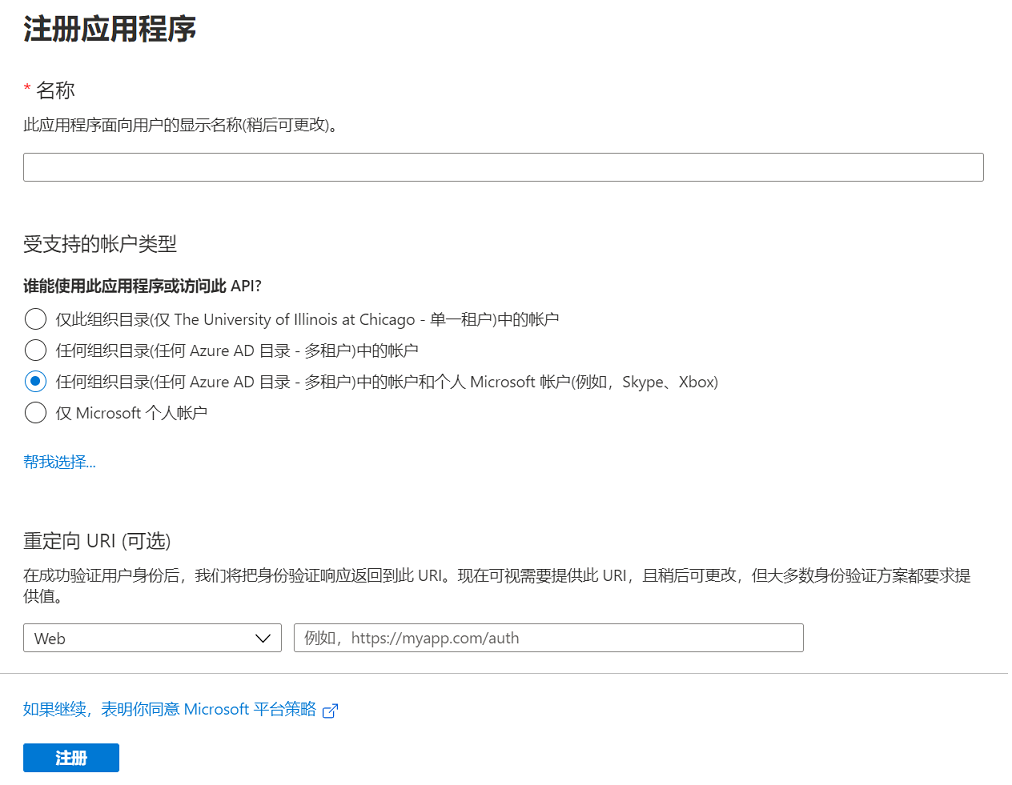 注册应用程序
* 名称
此应用程序面向用户的显示名称(稍后可更改)。
受支持的帐户类型
谁能使用此应用程序或访问此 API?
仅此组织目录(仅 The University of Illinois at Chicago - 单一租户)中的帐户
任何组织目录(任何 Azure AD 目录 - 多租户)中的帐户
任何组织目录(任何 Azure AD 目录 - 多租户)中的帐户和个人 Microsoft 帐户(例如，Skype、Xbox)
仅 Microsoft 个人帐户
帮我选择...
重定向 URI (可选)
在成功验证用户身份后，我们将把身份验证响应返回到此 URI。现在可视需要提供此 URI，且稍后可更改，但大多数身份验证方案都要求提
供值。
Web
例如，https://myapp.com/auth
如果继续，表明你同意 Microsoft 平台策略
注册